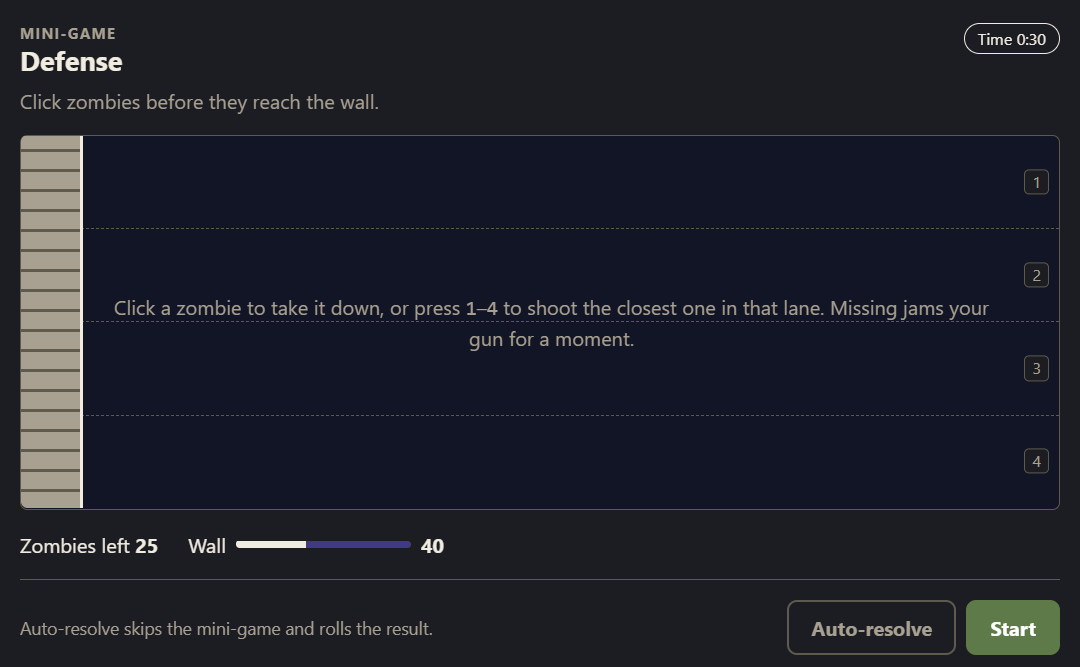 MINI-GAME
Defense
Time 0:30
Click zombies before they reach the wall.
1
2
Click a zombie to take it down, or press 1–4 to shoot the closest one in that lane. Missing jams your
gun for a moment.
3
4
Zombies left 25 Wall 40
Auto-resolve skips the mini-game and rolls the result.
Auto-resolve
Start